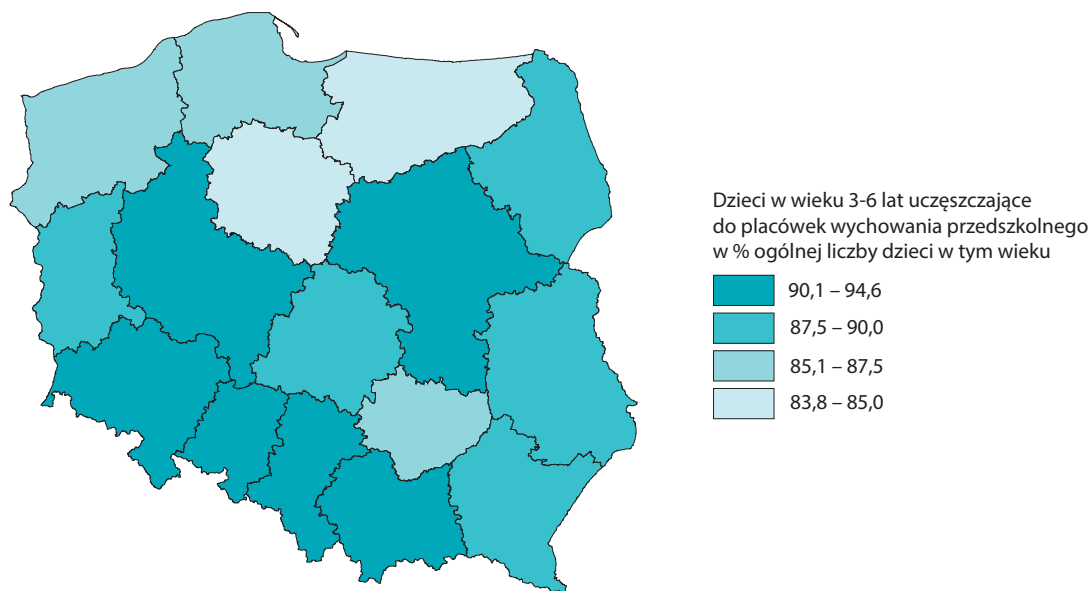 Dzieci w wieku 3-6 lat uczęszczające
do placówek wychowania przedszkolnego
w % ogólnej liczby dzieci w tym wieku
90,1 – 94,6
87,5 – 90,0
85,1 – 87,5
83,8 – 85,0